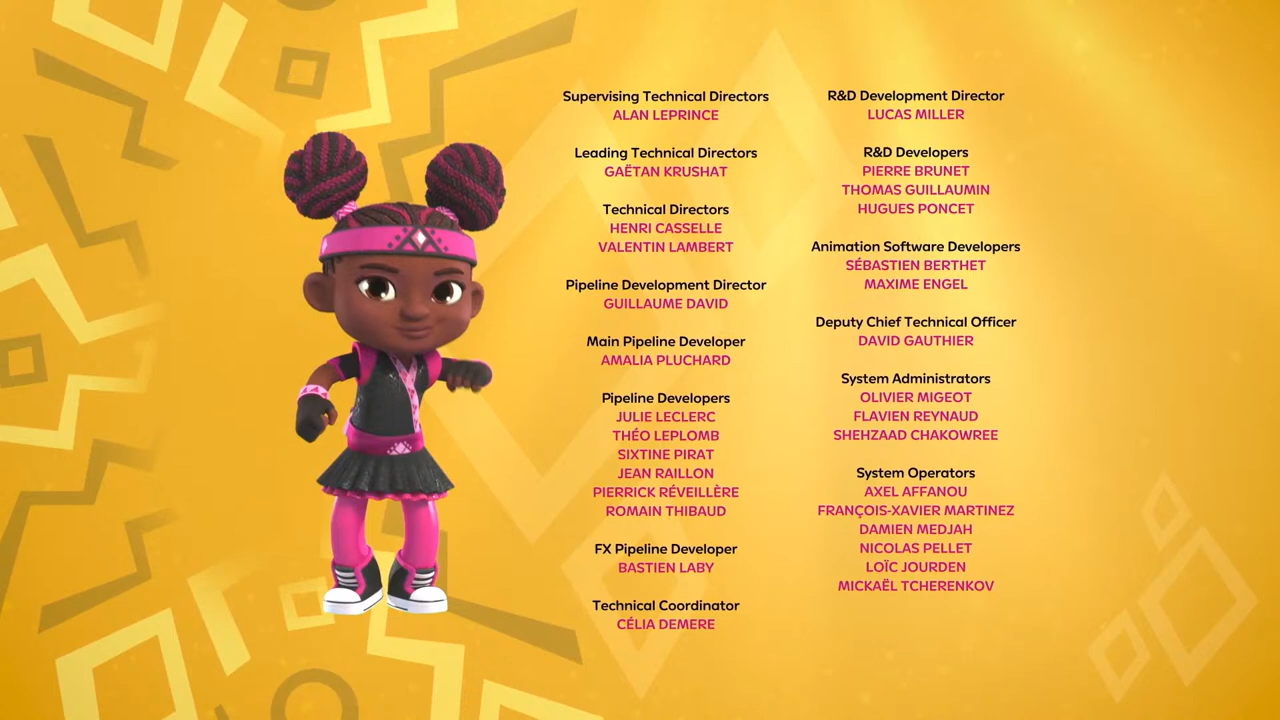 Supervising Technical Directors
ALAN LEPRINCE
Leading Technical Directors
GAËTAN KRUSHAT
Technical Directors
HENRI CASSELLE
VALENTIN LAMBERT
Pipeline Development Director
GUILLAUME DAVID
Main Pipeline Developer
AMALIA PLUCHARD
Pipeline Developers
JULIE LECLERC
THÉO LEPLOMB
SIXTINE PIRAT
JEAN RAILLON
PIERRICK RÉVEILLÈRE
ROMAIN THIBAUD
FX Pipeline Developer
BASTIEN LABY
Technical Coordinator
CÉLIA DEMERE
R&D Development Director
LUCAS MILLER
R&D Developers
PIERRE BRUNET
THOMAS GUILLAUMIN
HUGUES PONCET
Animation Software Developers
SÉBASTIEN BERTHET
MAXIME ENGEL
Deputy Chief Technical Officer
DAVID GAUTHIER
System Administrators
OLIVIER MIGEOT
FLAVIEN REYNAUD
SHEHZAAD CHAKOWREE
System Operators
AXEL AFFANOU
FRANÇOIS-XAVIER MARTINEZ
DAMIEN MEDJAH
NICOLAS PELLET
LOÏC JOURDEN
MICKAËL TCHERENKOV